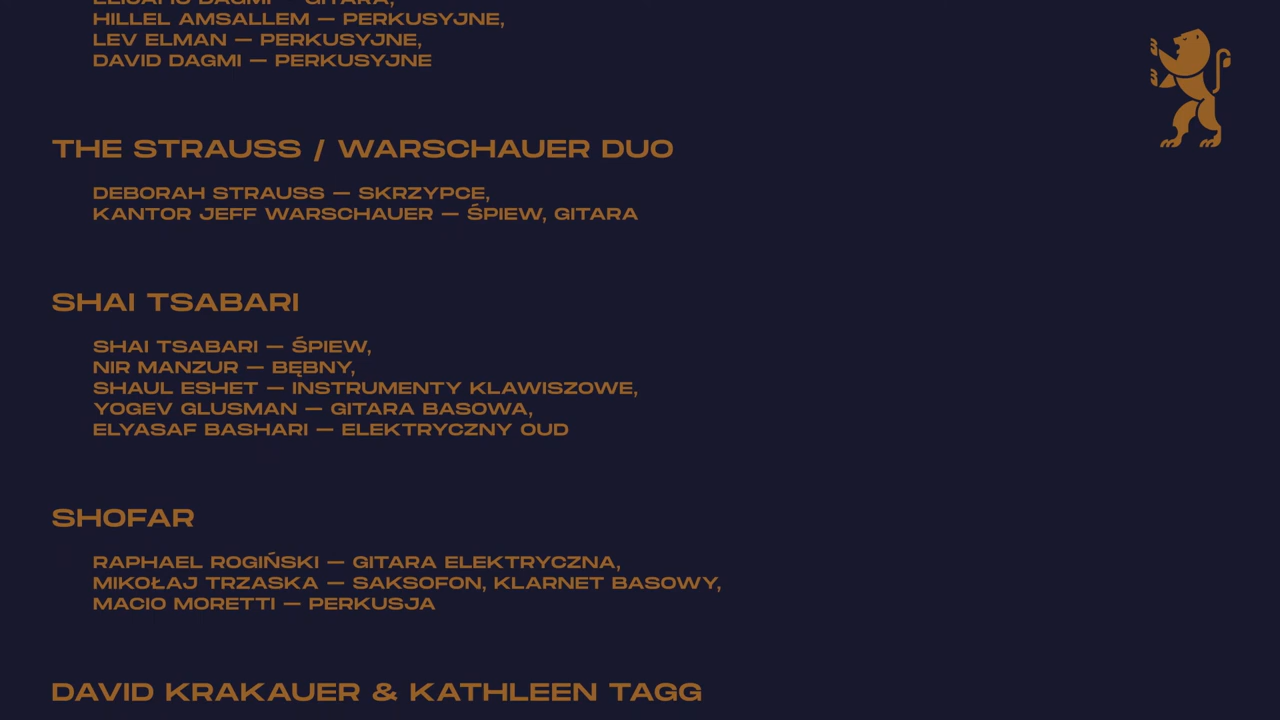 HILLEL AMSALLEM — PERKUSYJNE,
LEV ELMAN — PERKUSYJNE,
DAVID DAGMI — PERKUSYJNE
THE STRAUSS / WARSCHAUER DUO
DEBORAH STRAUSS — SKRZYPCE,
KANTOR JEFF WARSCHAUER — ŚPIEW, GITARA
SHAI TSABARI
SHAI TSABARI — ŚPIEW,
NIR MANZUR — BĘBNY,
SHAUL ESHET — INSTRUMENTY KLAWISZOWE,
YOGEV GLUSMAN — GITARA BASOWA,
ELYASAF BASHARI — ELEKTRYCZNY OUD
SHOFAR
RAPHAEL ROGIŃSKI — GITARA ELEKTRYCZNA,
MIKOŁAJ TRZASKA — SAKSOFON, KLARNET BASOWY,
MACIO MORETTI — PERKUSJA
DAVID KRAKAUER & KATHLEEN TAGG